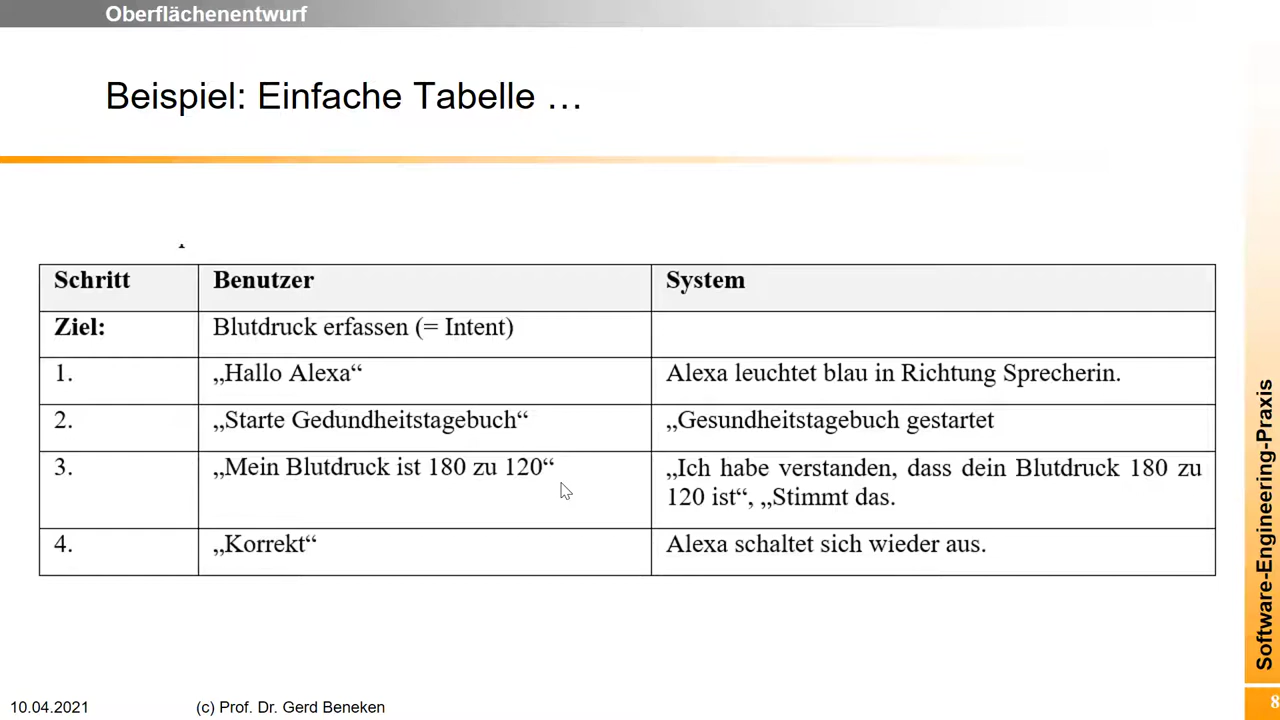 Oberflächenentwurf
Beispiel: Einfache Tabelle …
Schritt Benutzer System
Ziel: Blutdruck erfassen (= Intent)
1. „Hallo Alexa“ Alexa leuchtet blau in Richtung Sprecherin.
2. „Starte Gedundheitstagebuch“ „Gesundheitstagebuch gestartet
3. „Mein Blutdruck ist 180 zu 120“ „Ich habe verstanden, dass dein Blutdruck 180 zu
120 ist“, „Stimmt das.
4. „Korrekt“ Alexa schaltet sich wieder aus.
Software-Engineering-Praxis
10.04.2021 (c) Prof. Dr. Gerd Beneken 8